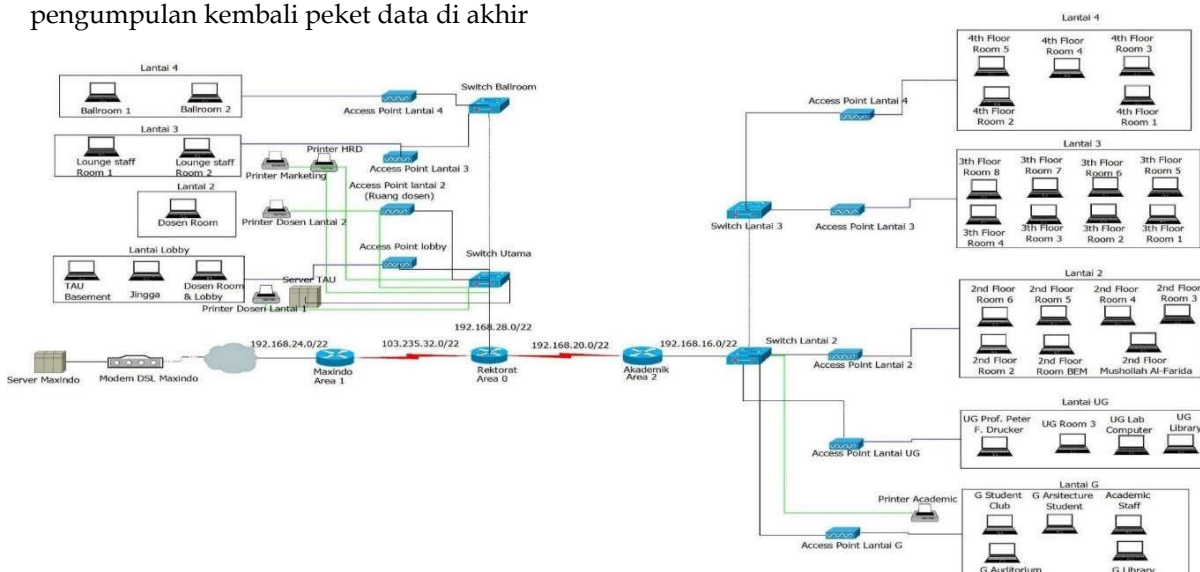 pengumpulan kembali peket data di akhir
Lantai 4
Ballroom 1
Ballroom 2
Access Point Lantai 4
Switch Ballroom
Lantai 3
Lounge staff
Room 1
Lounge staff
Room 2
Printer HRD
Printer Marketing
Access Point Lantai 3
Lantai 2
Dosen Room
Printer Dosen Lantai 2
Access Point lantai 2
(Ruang dosen)
Lantai Lobby
TAU
Basement
Jingga
Dosen Room
& Lobby
Access Point lobby
Switch Utama
Server TAU
Printer Dosen Lantai 1
192.168.28.0/22
Server Maxindo
Modem DSL Maxindo
192.168.24.0/22
Maxindo
Area 1
103.235.32.0/22
Rektorat
Area 0
192.168.20.0/22
Akademik
Area 2
192.168.16.0/22
Switch Lantai 2
Switch Lantai 3
Access Point Lantai 4
Access Point Lantai 3
Access Point Lantai 2
Access Point Lantai UG
Printer Academic
Access Point Lantai G
Lantai 4
4th Floor
Room 5
4th Floor
Room 4
4th Floor
Room 3
4th Floor
Room 2
4th Floor
Room 1
Lantai 3
3th Floor
Room 8
3th Floor
Room 7
3th Floor
Room 6
3th Floor
Room 5
3th Floor
Room 4
3th Floor
Room 3
3th Floor
Room 2
3th Floor
Room 1
Lantai 2
2nd Floor
Room 6
2nd Floor
Room 5
2nd Floor
Room 4
2nd Floor
Room 3
2nd Floor
Room 2
2nd Floor
Room BEM
2nd Floor
Mushollah Al-Farida
Lantai UG
UG Prof. Peter
F. Drucker
UG Room 3
UG Lab
Computer
UG
Library
Lantai G
G Student
Club
G Arsitecture
Student
Academic
Staff
G Auditorium
G Library